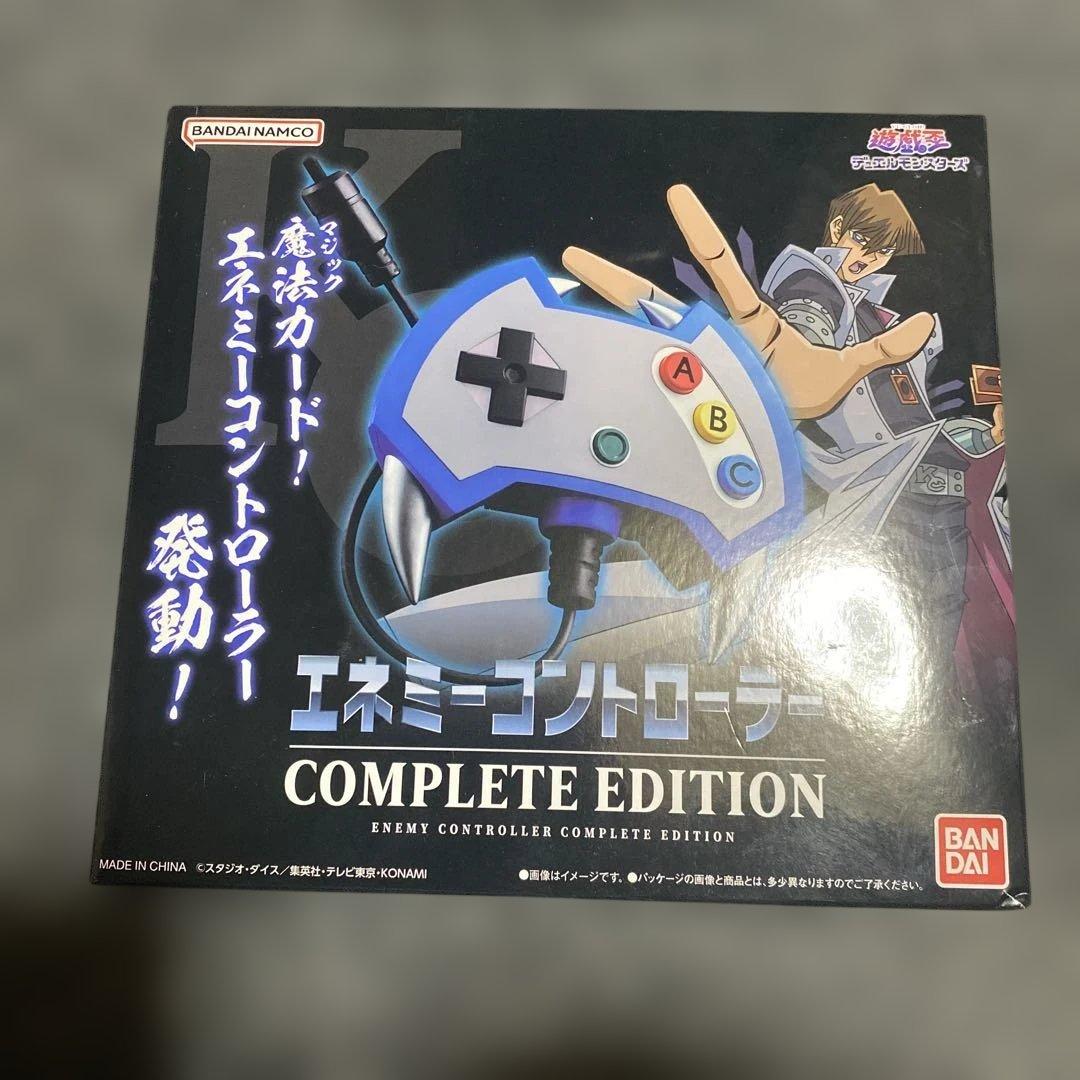 BANDAI NAMCO
遊戯王
デュエルモンスターズ
魔法カード！
マジック
エネミーコントローラー
発動！
A
B
C
KC
エネミーコントローラー
COMPLETE EDITION
ENEMY CONTROLLER COMPLETE EDITION
BAN
DAI
MADE IN CHINA ©スタジオ・ダイス／集英社・テレビ東京・KONAMI
●画像はイメージです。●パッケージの画像と商品とは、多少異なりますのでご了承ください。